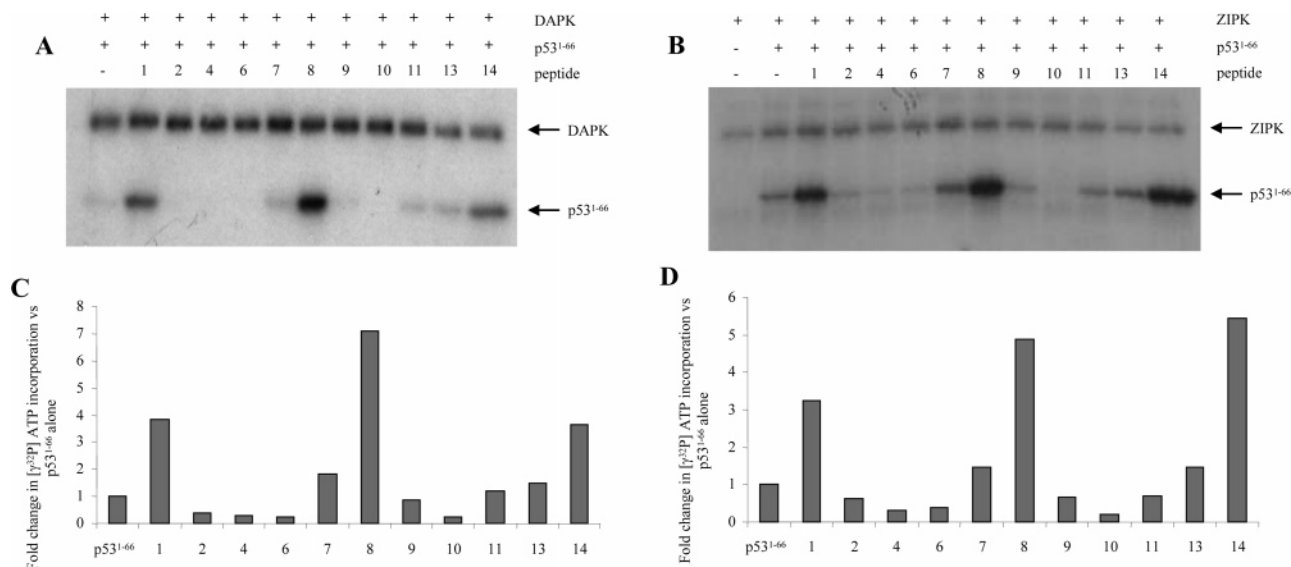 + + + + + + + + + + + + DAPK
A
+ + + + + + + + + + + + p53¹⁻⁶⁶
- 1 2 4 6 7 8 9 10 11 13 14 peptide
DAPK
p53¹⁻⁶⁶
+ + + + + + + + + + + + + ZIPK
B
- + + + + + + + + + + + + p53¹⁻⁶⁶
- - 1 2 4 6 7 8 9 10 11 13 14 peptide
ZIPK
p53¹⁻⁶⁶
C
Fold change in [γ³²P] ATP incorporation vs
p53¹⁻⁶⁶ alone
8
7
6
5
4
3
2
1
0
p53¹⁻⁶⁶ 1 2 4 6 7 8 9 10 11 13 14
D
Fold change in [γ³²P] ATP incorporation vs
p53¹⁻⁶⁶ alone
6
5
4
3
2
1
0
p53¹⁻⁶⁶ 1 2 4 6 7 8 9 10 11 13 14